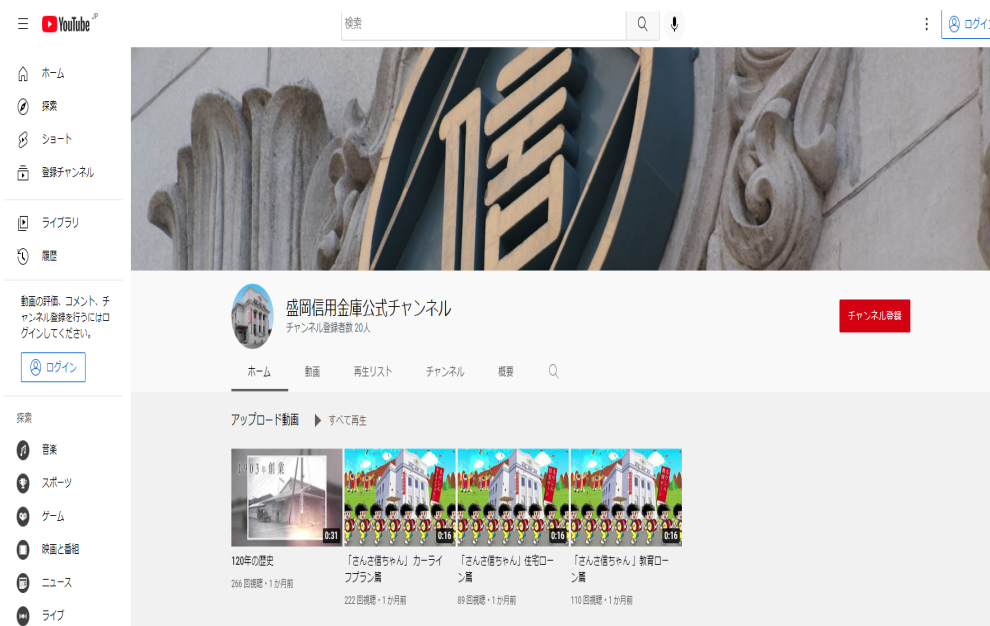 YouTube JP
検索
ログイン
ホーム
探索
ショート
登録チャンネル
ライブラリ
履歴
動画の評価、コメント、チ
ャンネル登録を行うにはロ
グインしてください。
ログイン
探索
音楽
スポーツ
ゲーム
映画と番組
ニュース
ライブ
信
盛岡信用金庫公式チャンネル
チャンネル登録者数 20人
チャンネル登録
ホーム 動画 再生リスト チャンネル 概要
アップロード動画 すべて再生
1903年創業
0:31
0:16
0:16
0:16
120年の歴史
266 回視聴・1 か月前
「さんさ信ちゃん」カーライ
フプラン篇
222 回視聴・1 か月前
「さんさ信ちゃん」住宅ロー
ン篇
89 回視聴・1 か月前
「さんさ信ちゃん 」教育ロー
ン篇
110 回視聴・1 か月前